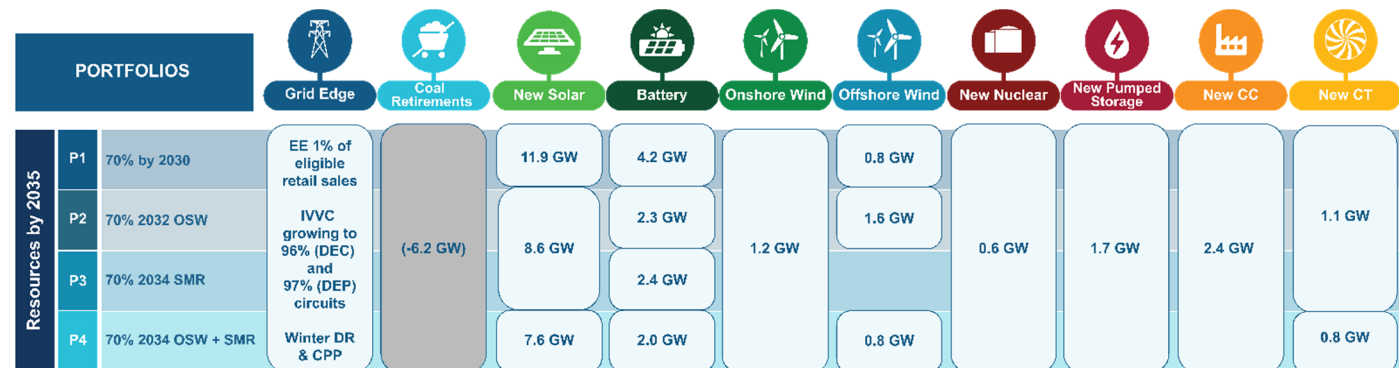 PORTFOLIOS
Grid Edge
Coal
Retirements
New Solar
Battery
Onshore Wind
Offshore Wind
New Nuclear
New Pumped
Storage
New CC
New CT
Resources by 2035
P1
70% by 2030
P2
70% 2032 OSW
P3
70% 2034 SMR
P4
70% 2034 OSW + SMR
EE 1% of
eligible
retail sales
IVVC
growing to
96% (DEC)
and
97% (DEP)
circuits
Winter DR
& CPP
(-6.2 GW)
11.9 GW
8.6 GW
7.6 GW
4.2 GW
2.3 GW
2.4 GW
2.0 GW
1.2 GW
0.8 GW
1.6 GW
0.8 GW
0.6 GW
1.7 GW
2.4 GW
1.1 GW
0.8 GW